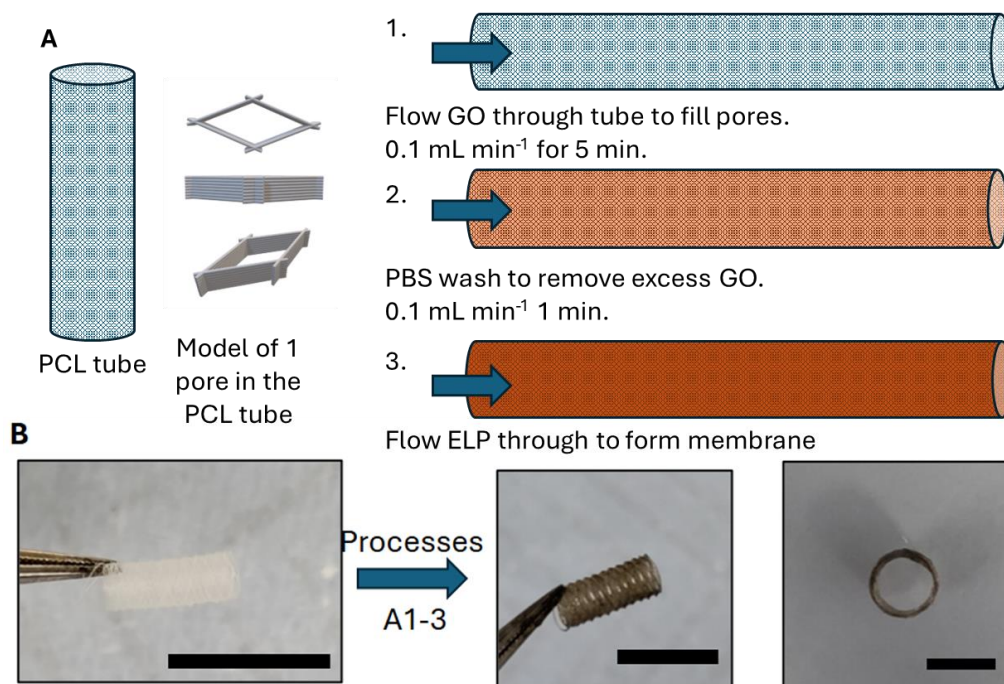 A
PCL tube
Model of 1
pore in the
PCL tube
1.
Flow GO through tube to fill pores.
0.1 mL min⁻¹ for 5 min.
2.
PBS wash to remove excess GO.
0.1 mL min⁻¹ 1 min.
3.
Flow ELP through to form membrane
B
Processes
A1-3